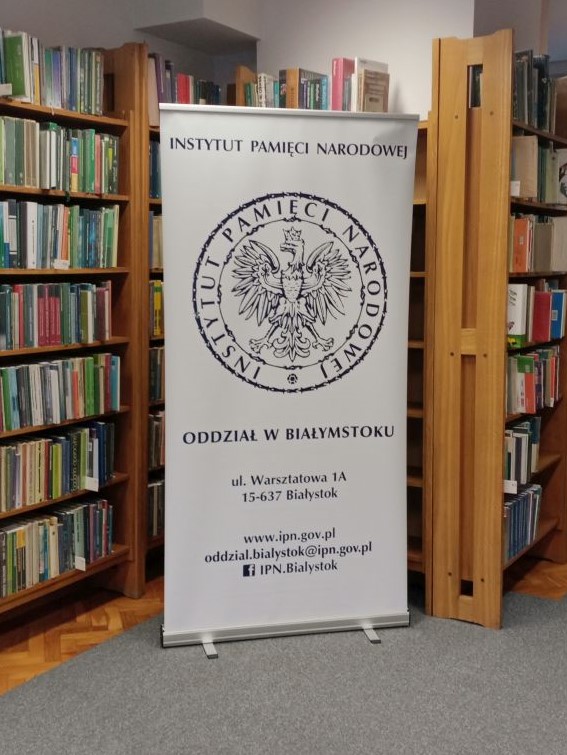 INSTYTUT PAMIĘCI NARODOWEJ
INSTYTUT PAMIĘCI NARODOWEJ
ODDZIAŁ W BIAŁYMSTOKU
ul. Warsztatowa 1A
15-637 Białystok
www.ipn.gov.pl
oddzial.bialystok@ipn.gov.pl
IPN.Bialystok